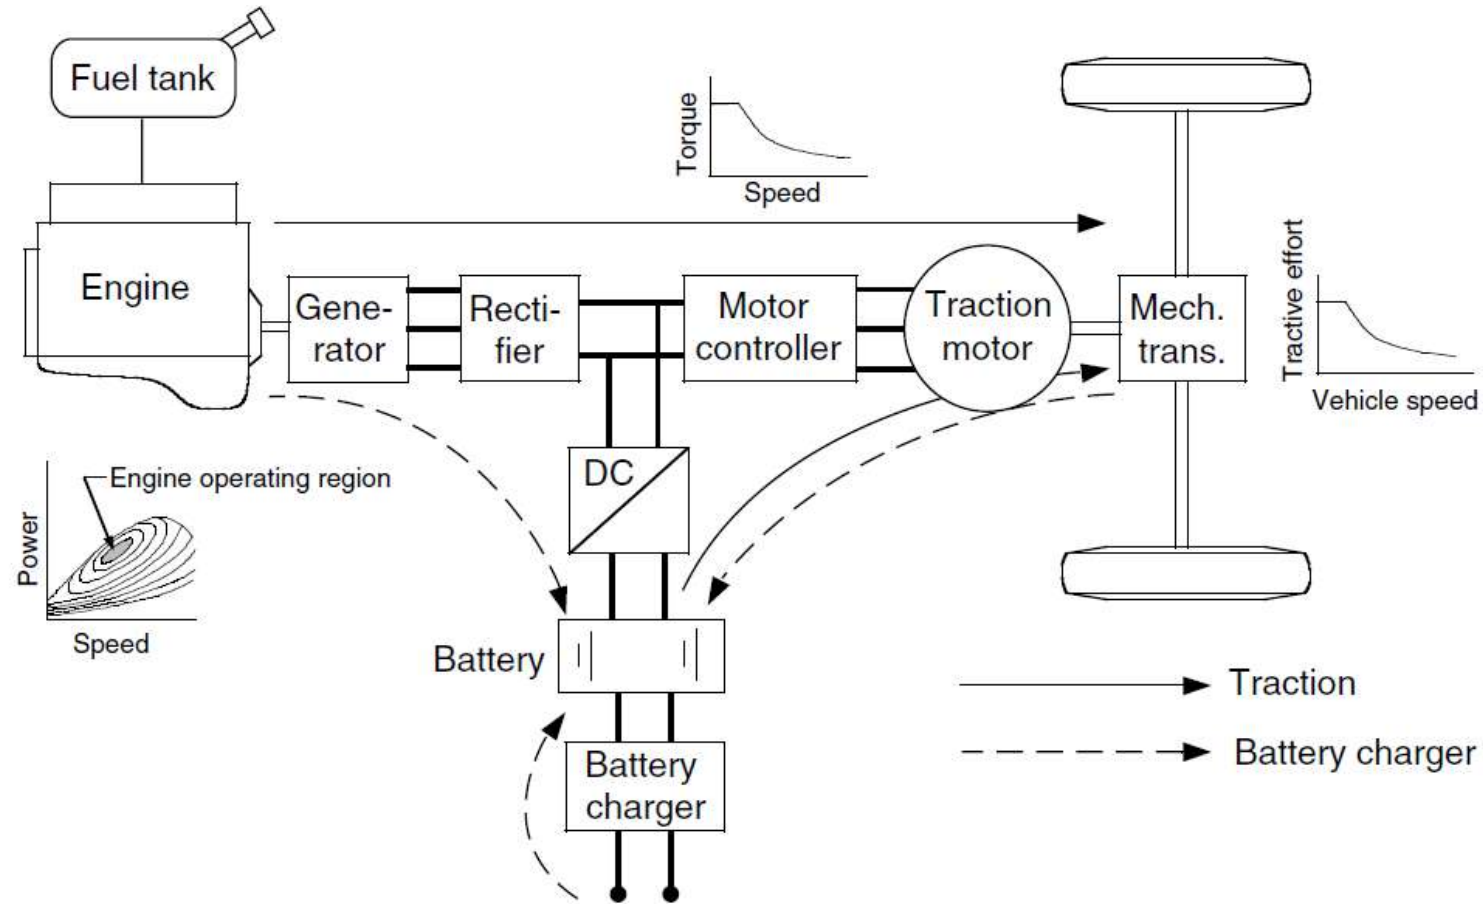 Fuel tank
Torque
Speed
Engine
Gene-
rator
Recti-
fier
Motor
controller
Traction
motor
Mech.
trans.
Tractive effort
Vehicle speed
Engine operating region
Power
Speed
DC
Battery
Battery
charger
Traction
Battery charger